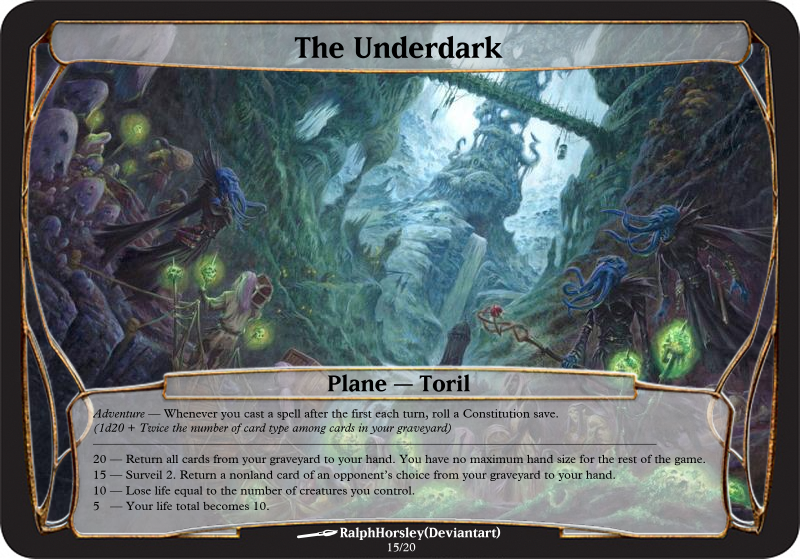 The Underdark
Plane — Toril
Adventure — Whenever you cast a spell after the first each turn, roll a Constitution save.
(1d20 + Twice the number of card type among cards in your graveyard)
20 — Return all cards from your graveyard to your hand. You have no maximum hand size for the rest of the game.
15 — Surveil 2. Return a nonland card of an opponent's choice from your graveyard to your hand.
10 — Lose life equal to the number of creatures you control.
5 — Your life total becomes 10.
RalphHorsley(Deviantart)
15/20